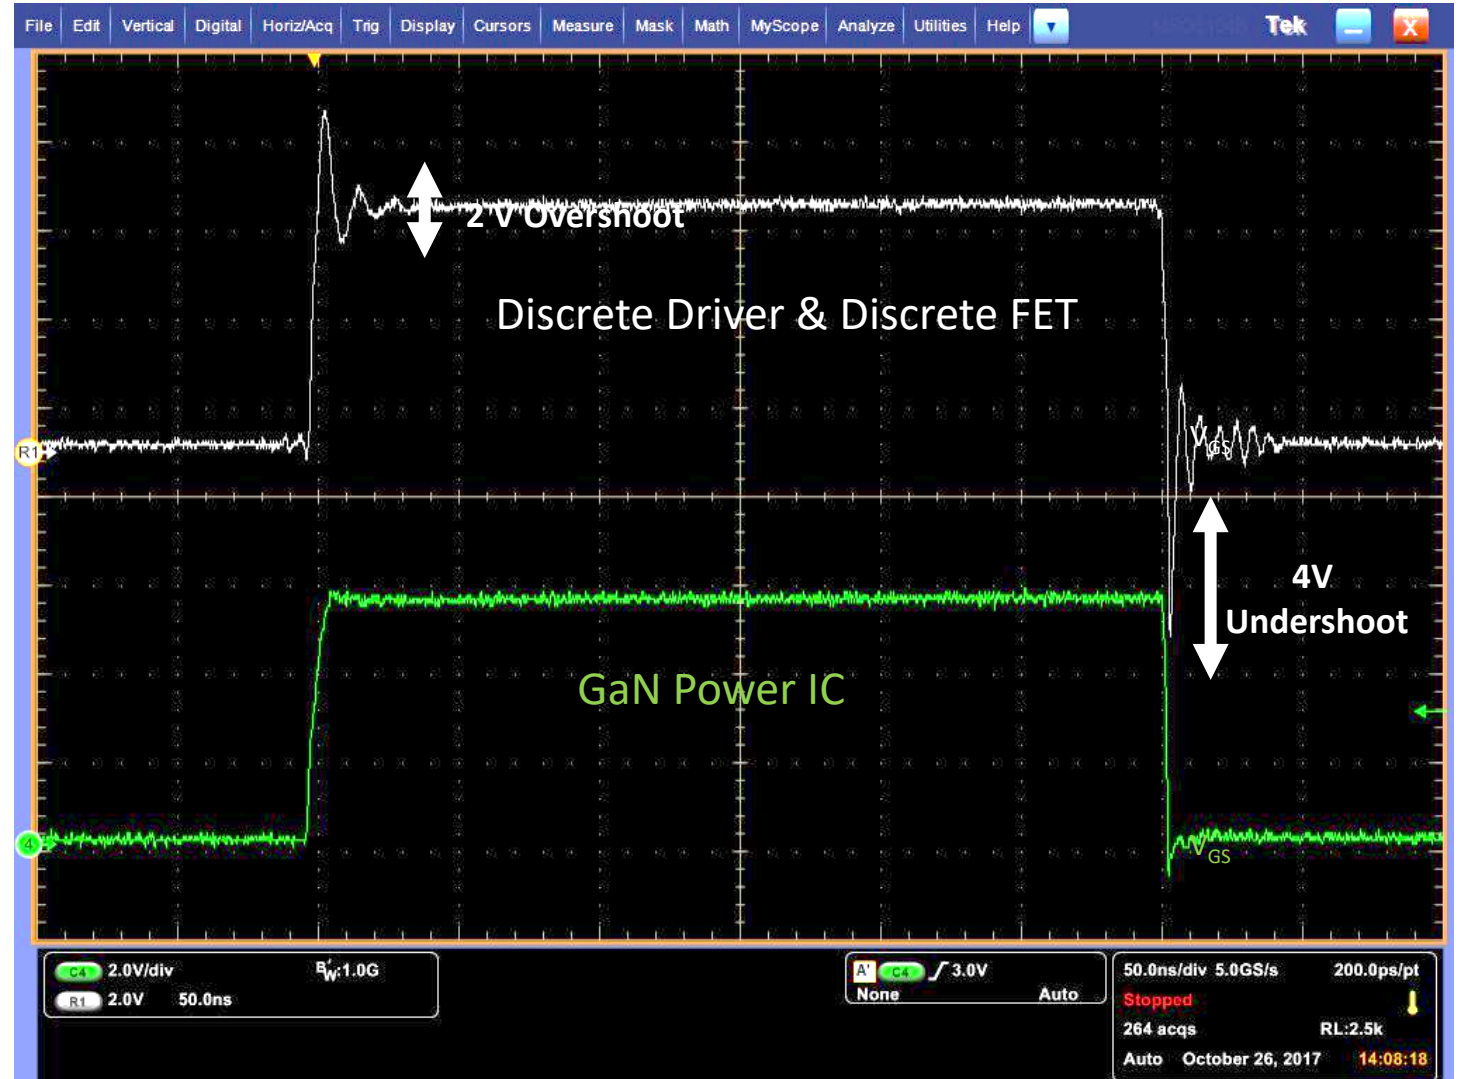 File Edit Vertical Digital Horiz/Acq Trig Display Cursors Measure Mask Math MyScope Analyze Utilities Help Tek X
2 V Overshoot
Discrete Driver & Discrete FET
R1
VGS
4V
Undershoot
GaN Power IC
4
VGS
C4 2.0V/div BW:1.0G
R1 2.0V 50.0ns
A' C4 3.0V
None Auto
50.0ns/div 5.0GS/s 200.0ps/pt
Stopped
264 acqs RL:2.5k
Auto October 26, 2017 14:08:18